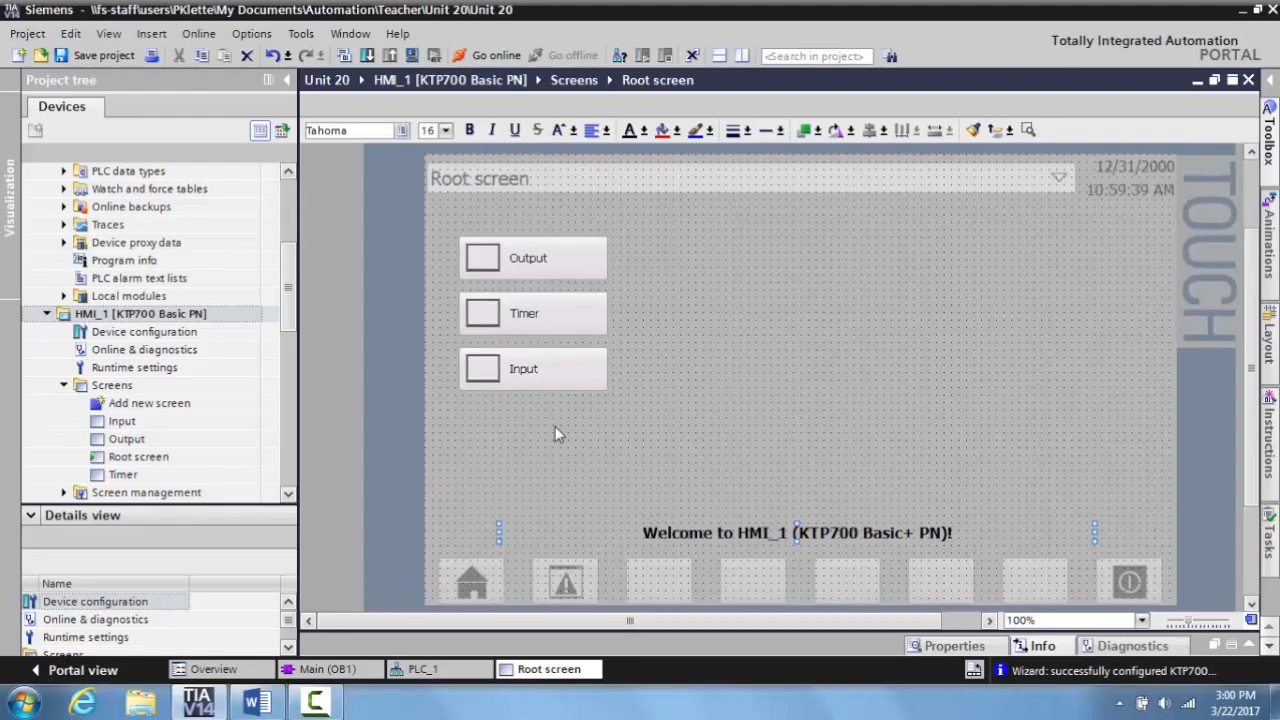 TIA
V14
Siemens - \\fs-staff\users\PKlette\My Documents\Automation\Teacher\Unit 20\Unit 20
Project Edit View Insert Online Options Tools Window Help
Totally Integrated Automation
PORTAL
Save project
Go online
Go offline
<Search in project>
Project tree
Unit 20 HMI_1 [KTP700 Basic PN] Screens Root screen
Devices
Tahoma 16 B I U S A A
Visualization
PLC data types
Watch and force tables
Online backups
Traces
Device proxy data
Program info
PLC alarm text lists
Local modules
HMI_1 [KTP700 Basic PN]
Device configuration
Online & diagnostics
Runtime settings
Screens
Add new screen
Input
Output
Root screen
Timer
Screen management
Details view
Name
Device configuration
Online & diagnostics
Runtime settings
Screens
Root screen
12/31/2000
10:59:39 AM
TOUCH
Output
Timer
Input
Welcome to HMI_1 (KTP700 Basic+ PN)!
100%
Toolbox
Animations
Layout
Instructions
Tasks
Properties Info Diagnostics
Portal view Overview Main (OB1) PLC_1 Root screen
Wizard: successfully configured KTP700...
TIA
V14
3:00 PM
3/22/2017